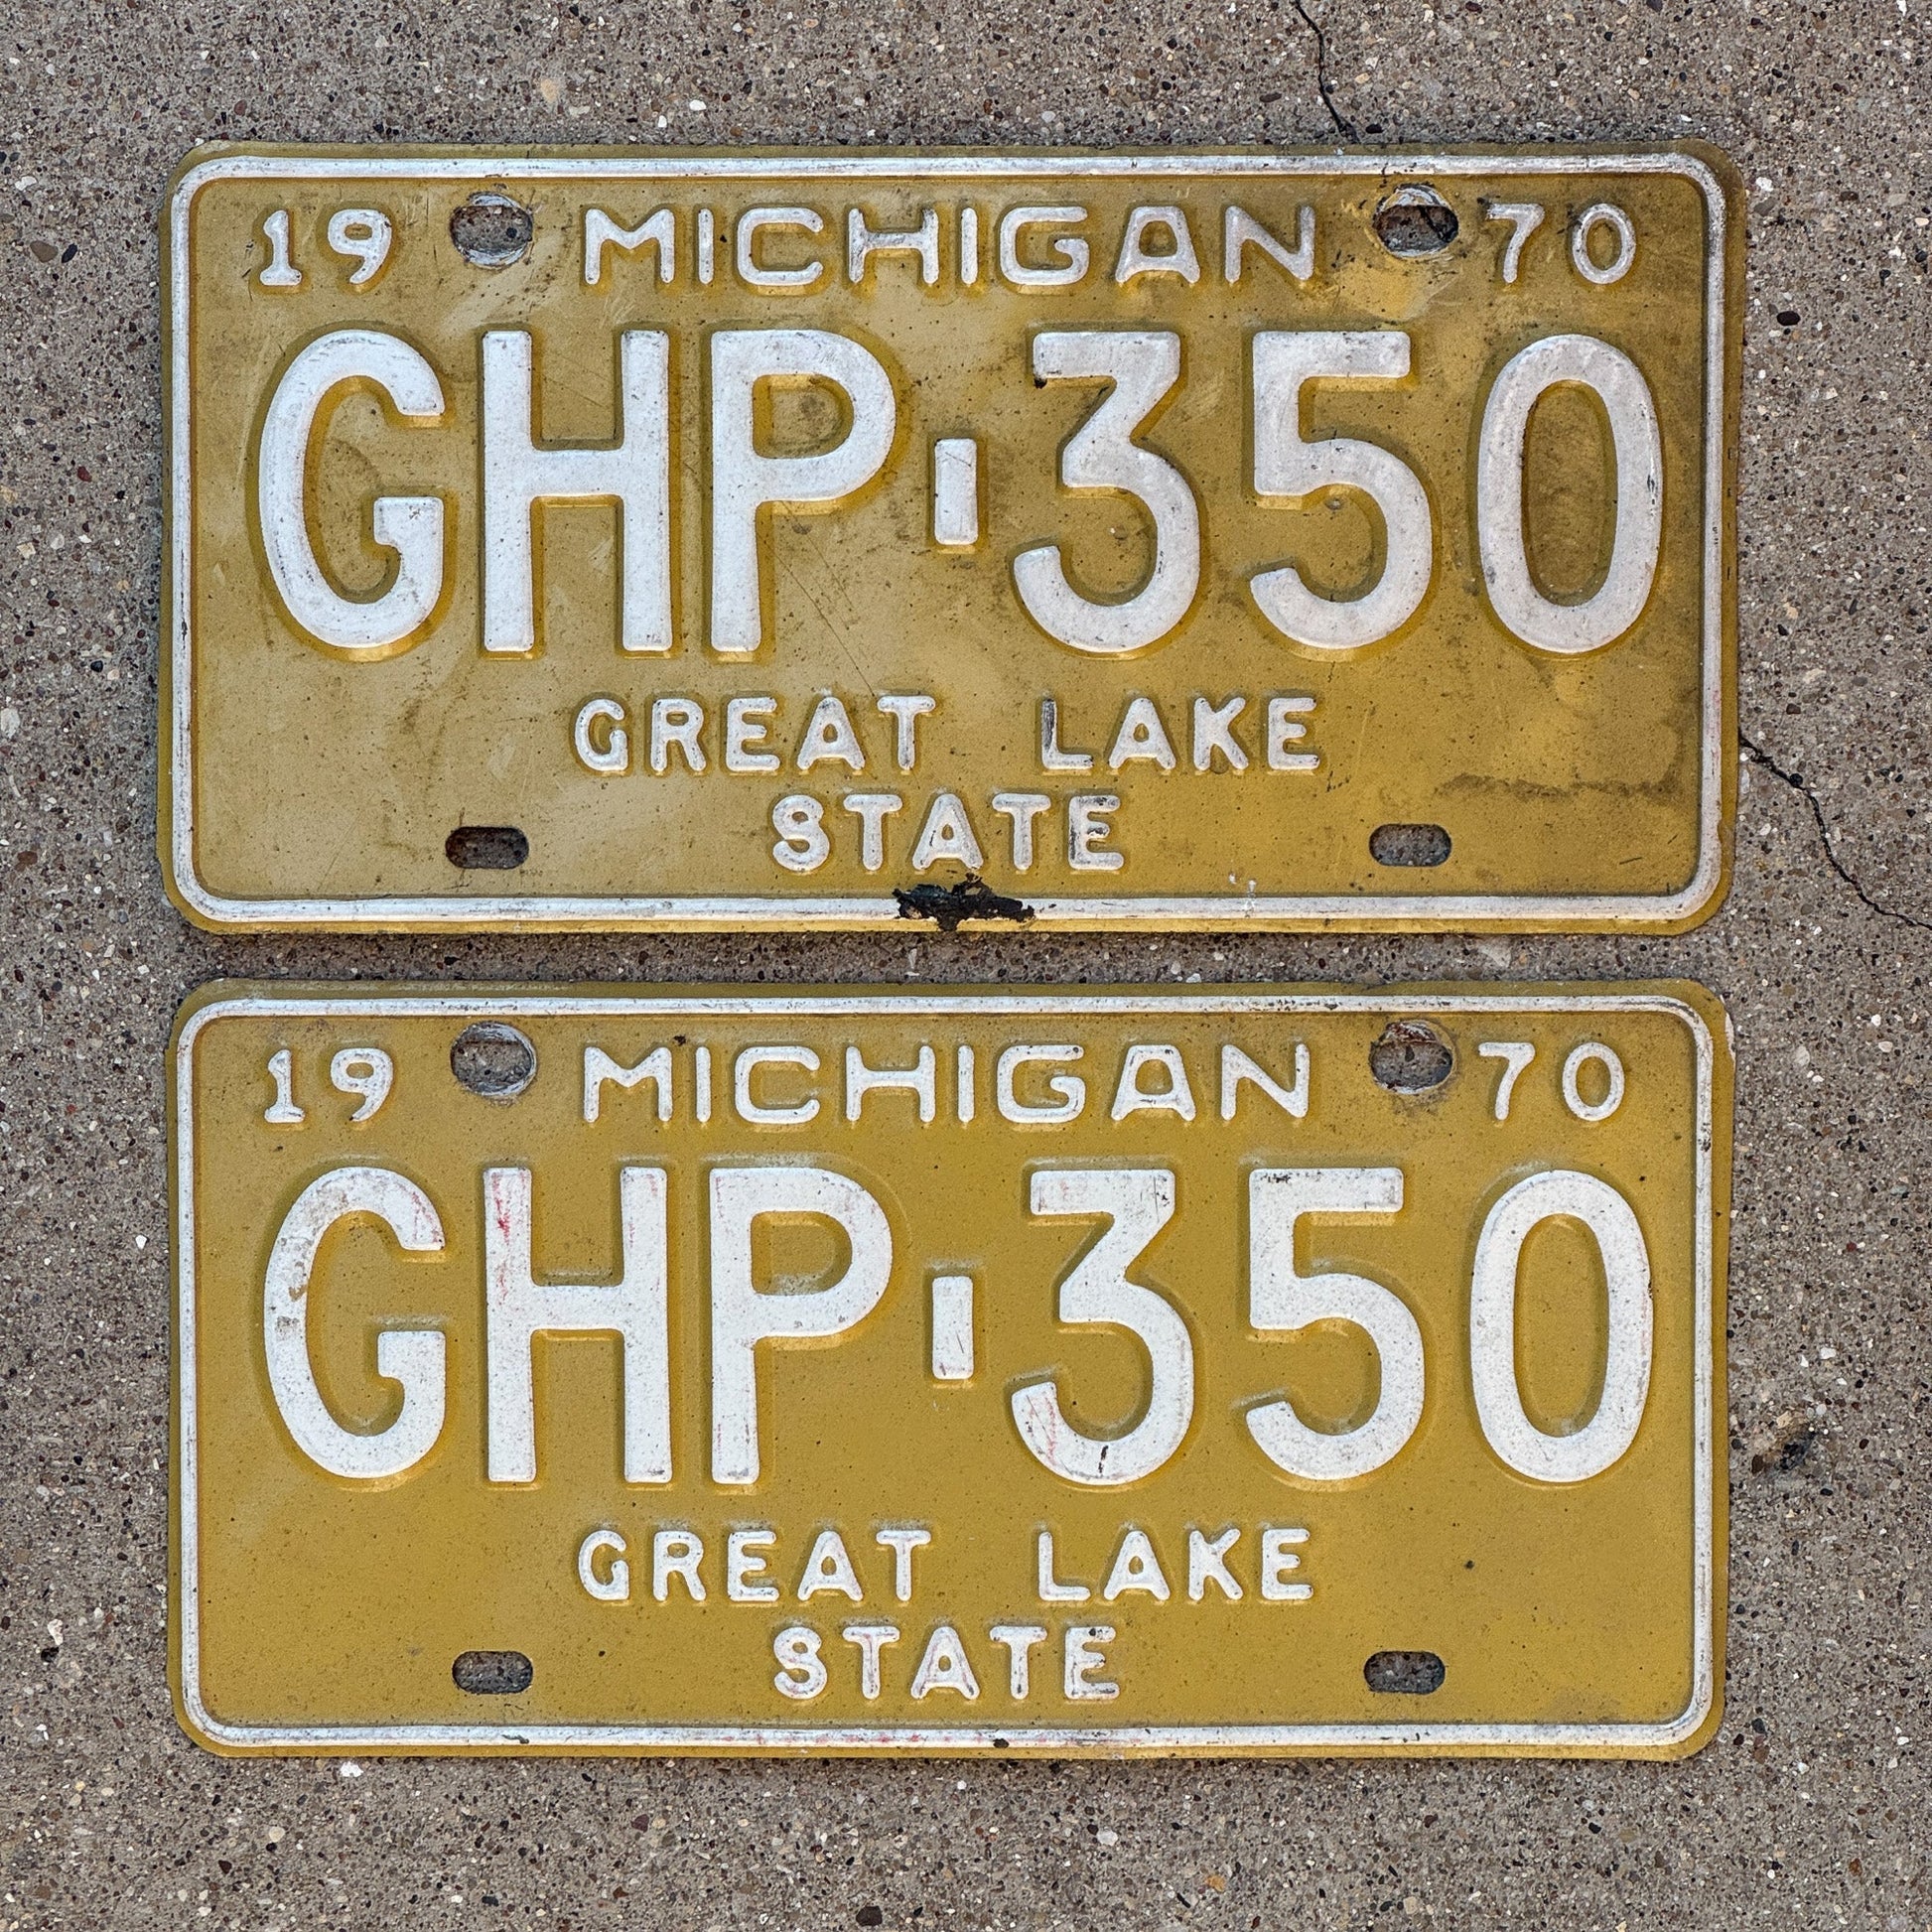 19 MICHIGAN 70
GHP-350
GREAT LAKE
STATE
19 MICHIGAN 70
GHP-350
GREAT LAKE
STATE